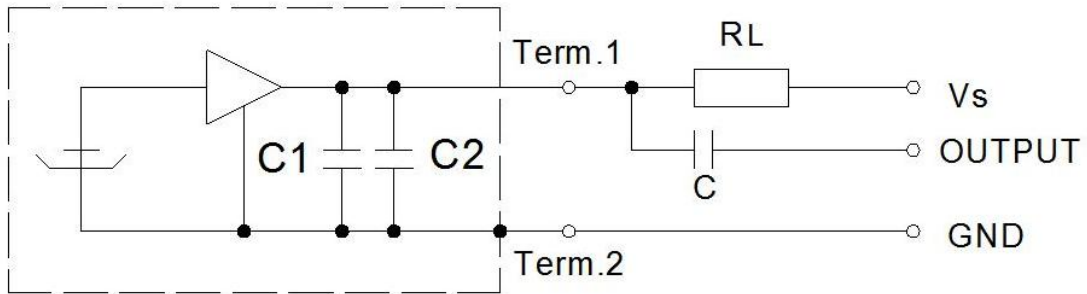 Term.1
RL
Vs
C1
C2
OUTPUT
C
GND
Term.2